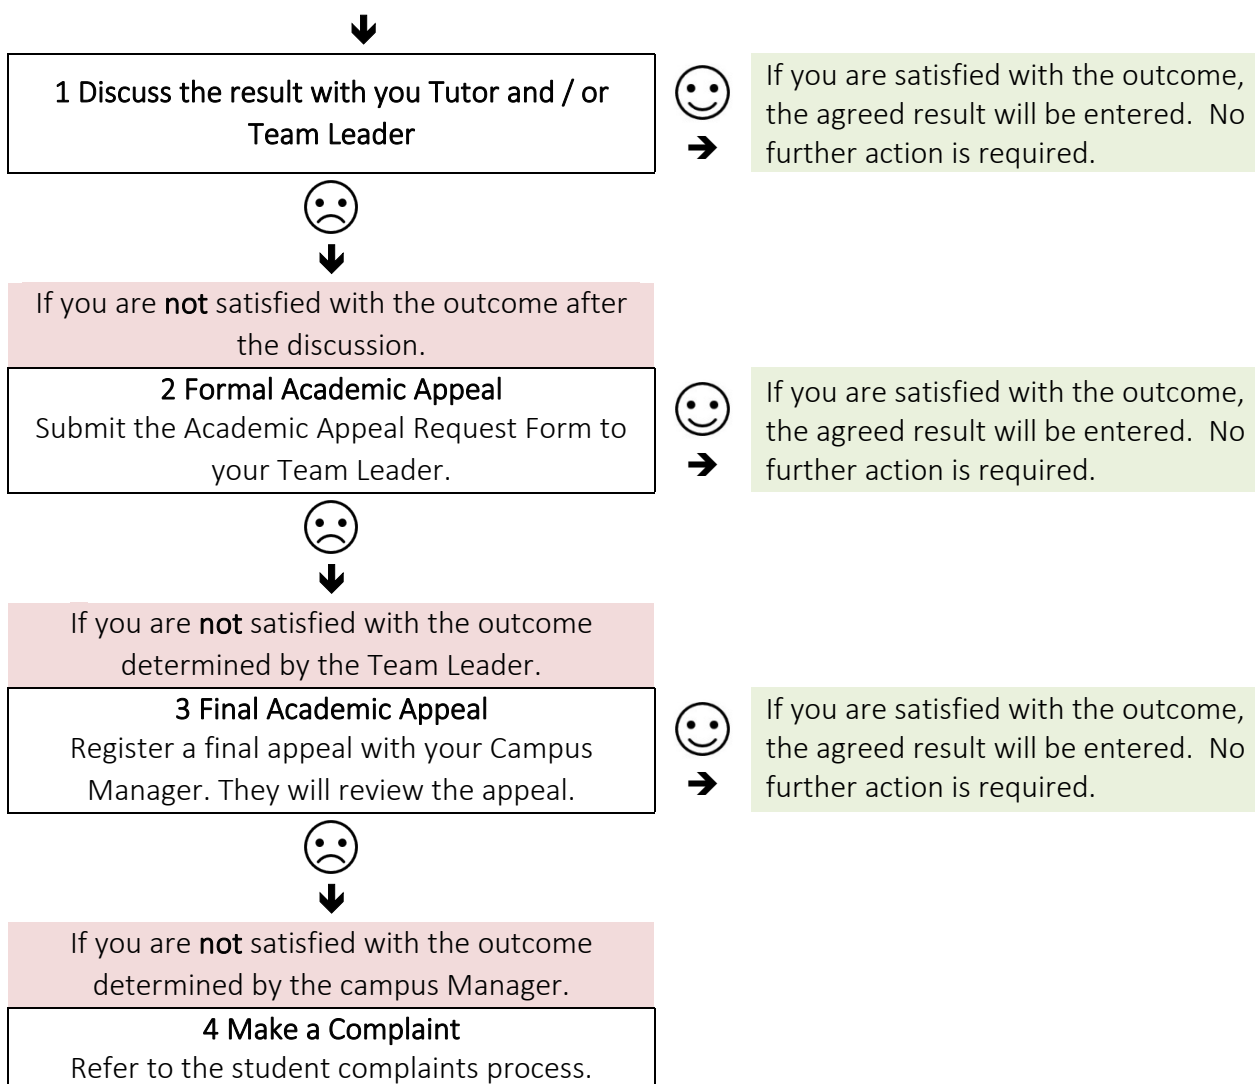 1 Discuss the result with you Tutor and / or
Team Leader
If you are satisfied with the outcome,
the agreed result will be entered.  No
further action is required.
If you are not satisfied with the outcome after
the discussion.
2 Formal Academic Appeal
Submit the Academic Appeal Request Form to
your Team Leader.
If you are satisfied with the outcome,
the agreed result will be entered.  No
further action is required.
If you are not satisfied with the outcome
determined by the Team Leader.
3 Final Academic Appeal
Register a final appeal with your Campus
Manager. They will review the appeal.
If you are satisfied with the outcome,
the agreed result will be entered.  No
further action is required.
If you are not satisfied with the outcome
determined by the campus Manager.
4 Make a Complaint
Refer to the student complaints process.